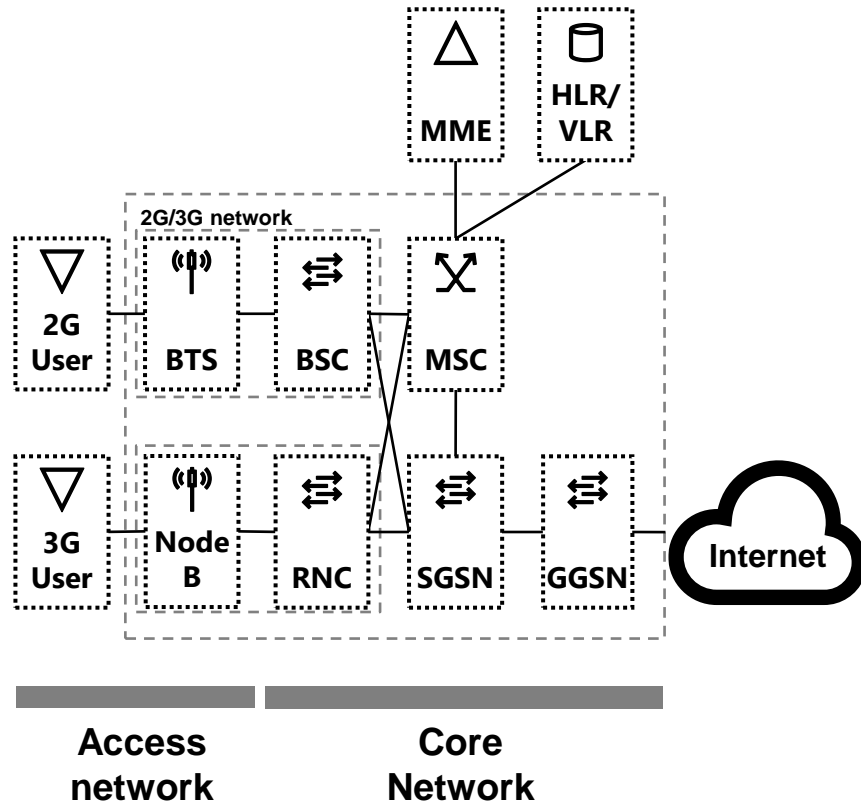 MME
HLR/
VLR
2G/3G network
2G
User
BTS
BSC
MSC
3G
User
Node
B
RNC
SGSN
GGSN
Internet
Access
network
Core
Network